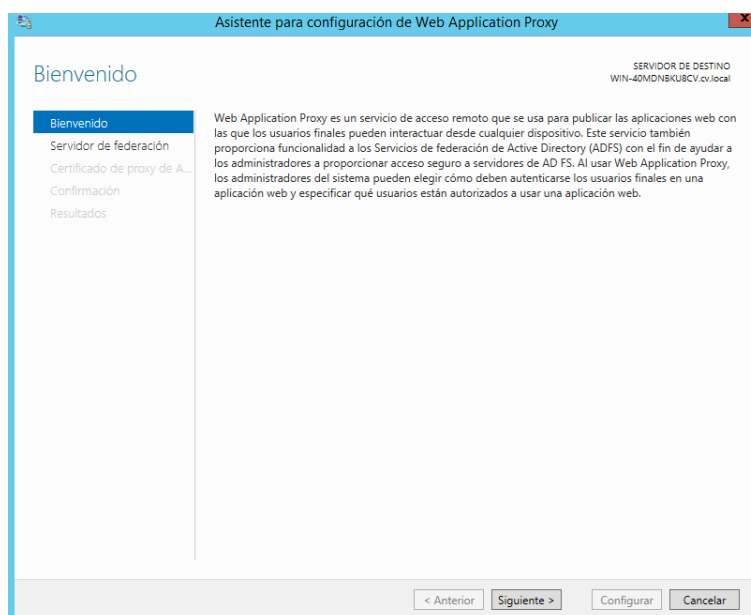 Asistente para configuración de Web Application Proxy
x
Bienvenido
SERVIDOR DE DESTINO
WIN-40MDNBKU8CV.cv.local
Bienvenido
Servidor de federación
Certificado de proxy de A...
Confirmación
Resultados
Web Application Proxy es un servicio de acceso remoto que se usa para publicar las aplicaciones web con
las que los usuarios finales pueden interactuar desde cualquier dispositivo. Este servicio también
proporciona funcionalidad a los Servicios de federación de Active Directory (ADFS) con el fin de ayudar a
los administradores a proporcionar acceso seguro a servidores de AD FS. Al usar Web Application Proxy,
los administradores del sistema pueden elegir cómo deben autenticarse los usuarios finales en una
aplicación web y especificar qué usuarios están autorizados a usar una aplicación web.
< Anterior
Siguiente >
Configurar
Cancelar